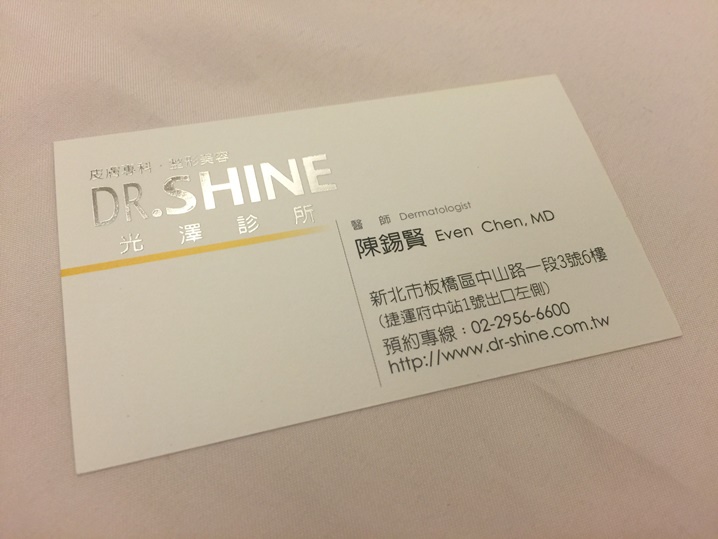 皮膚專科．整形美容
DR.SHINE
光澤診所
醫師 Dermatologist
陳錫賢 Even Chen, MD
新北市板橋區中山路一段3號6樓
(捷運府中站1號出口左側)
預約專線：02-2956-6600
http://www.dr-shine.com.tw